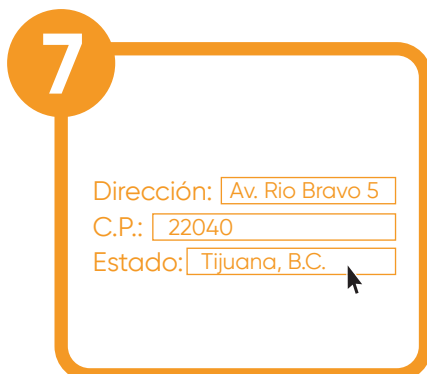 7
Dirección: Av. Rio Bravo 5
C.P.: 22040
Estado: Tijuana, B.C.